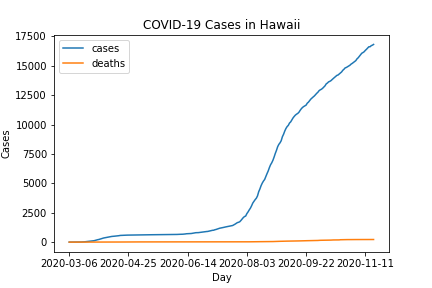 COVID-19 Cases in Hawaii
17500
15000
12500
10000
7500
5000
2500
0
Cases
cases
deaths
2020-03-06 2020-04-25 2020-06-14 2020-08-03 2020-09-22 2020-11-11
Day